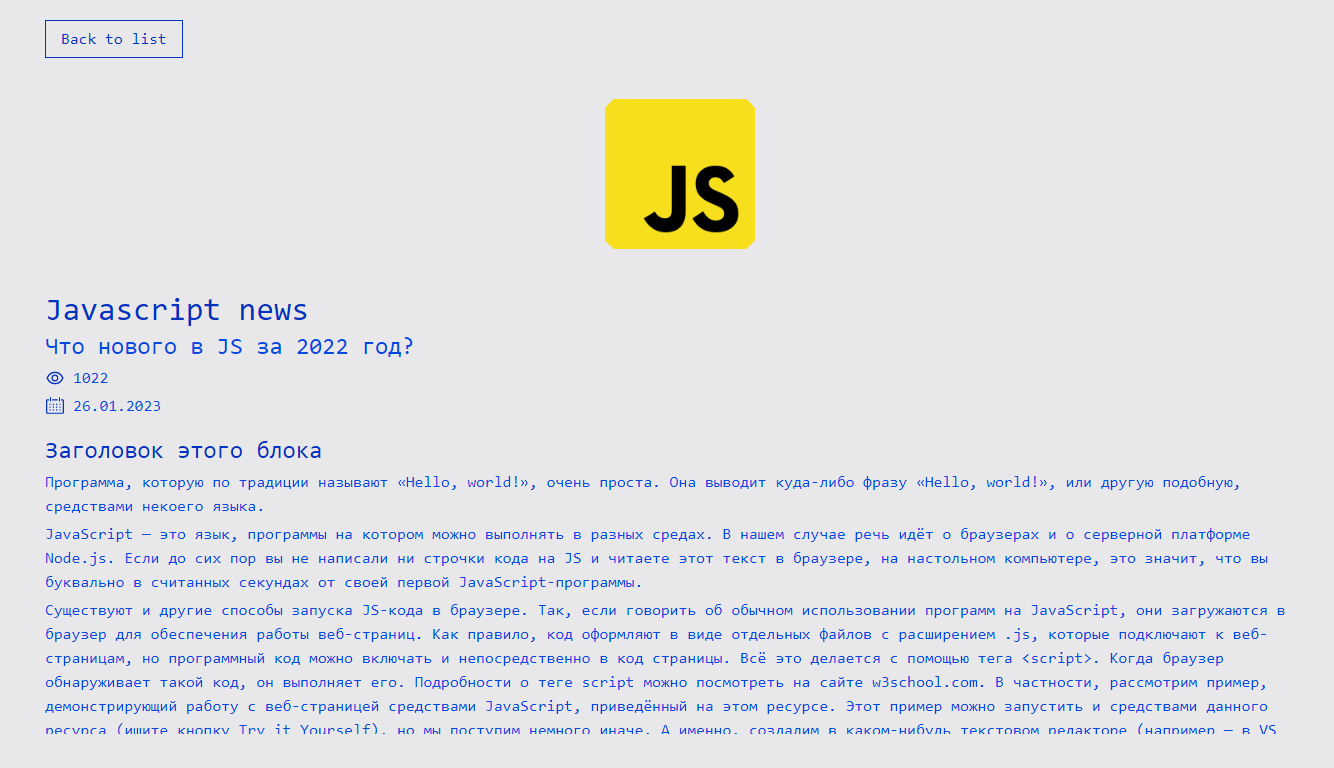 Back to list
JS
Javascript news
Что нового в JS за 2022 год?
1022
26.01.2023
Заголовок этого блока
Программа, которую по традиции называют «Hello, world!», очень проста. Она выводит куда-либо фразу «Hello, world!», или другую подобную,
средствами некоего языка.
JavaScript — это язык, программы на котором можно выполнять в разных средах. В нашем случае речь идёт о браузерах и о серверной платформе
Node.js. Если до сих пор вы не написали ни строчки кода на JS и читаете этот текст в браузере, на настольном компьютере, это значит, что вы
буквально в считанных секундах от своей первой JavaScript-программы.
Существуют и другие способы запуска JS-кода в браузере. Так, если говорить об обычном использовании программ на JavaScript, они загружаются в
браузер для обеспечения работы веб-страниц. Как правило, код оформляют в виде отдельных файлов с расширением .js, которые подключают к веб-
страницам, но программный код можно включать и непосредственно в код страницы. Всё это делается с помощью тега <script>. Когда браузер
обнаруживает такой код, он выполняет его. Подробности о теге script можно посмотреть на сайте w3school.com. В частности, рассмотрим пример,
демонстрирующий работу с веб-страницей средствами JavaScript, приведённый на этом ресурсе. Этот пример можно запустить и средствами данного
ресурса (ищите кнопку Try it Yourself), но мы поступим немного иначе. А именно, создадим в каком-нибудь текстовом редакторе (например — в VS